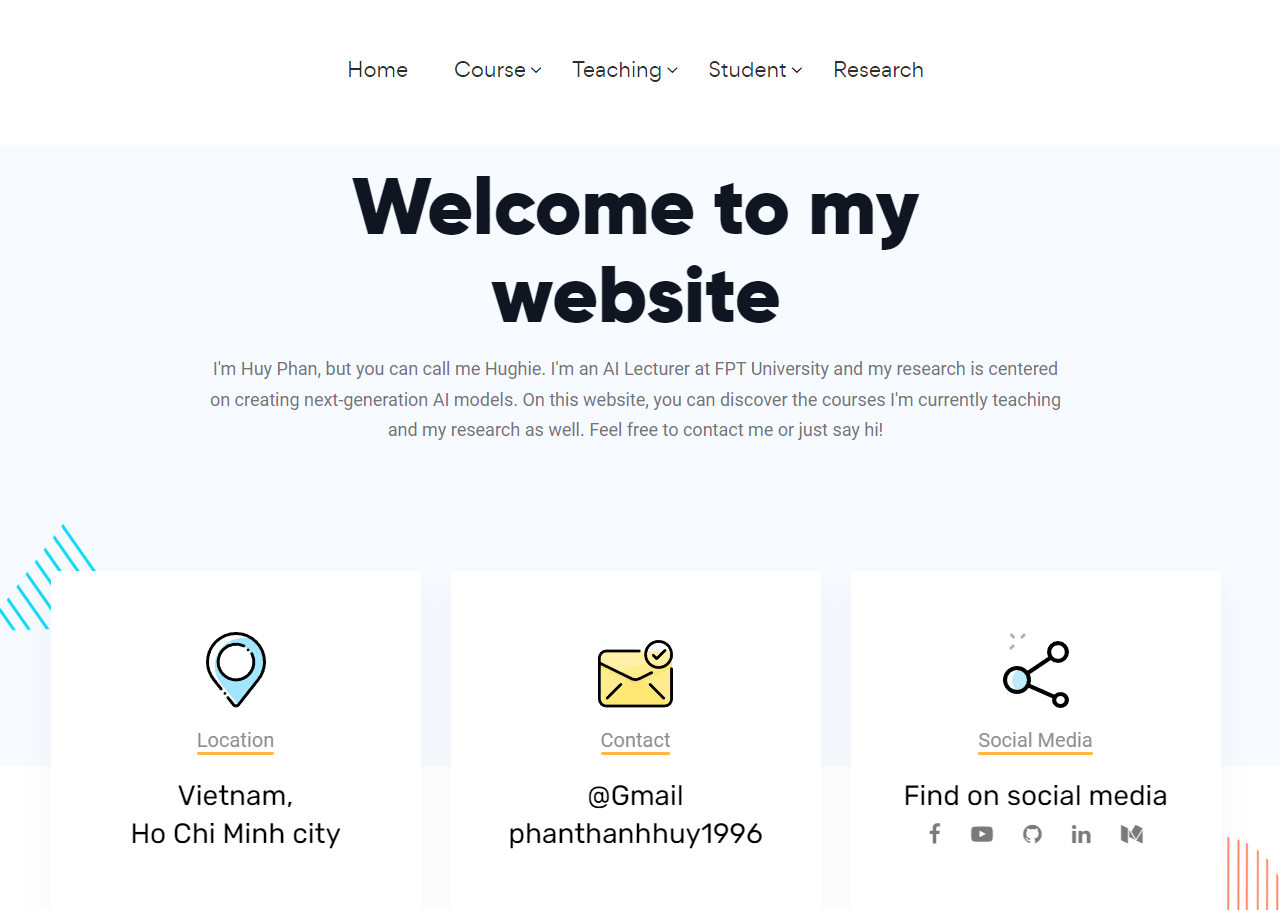 Home Course Teaching Student Research
Welcome to my
website
I'm Huy Phan, but you can call me Hughie. I'm an AI Lecturer at FPT University and my research is centered
on creating next-generation AI models. On this website, you can discover the courses I'm currently teaching
and my research as well. Feel free to contact me or just say hi!
Location
Vietnam,
Ho Chi Minh city
Contact
@Gmail
phanthanhhuy1996
Social Media
Find on social media